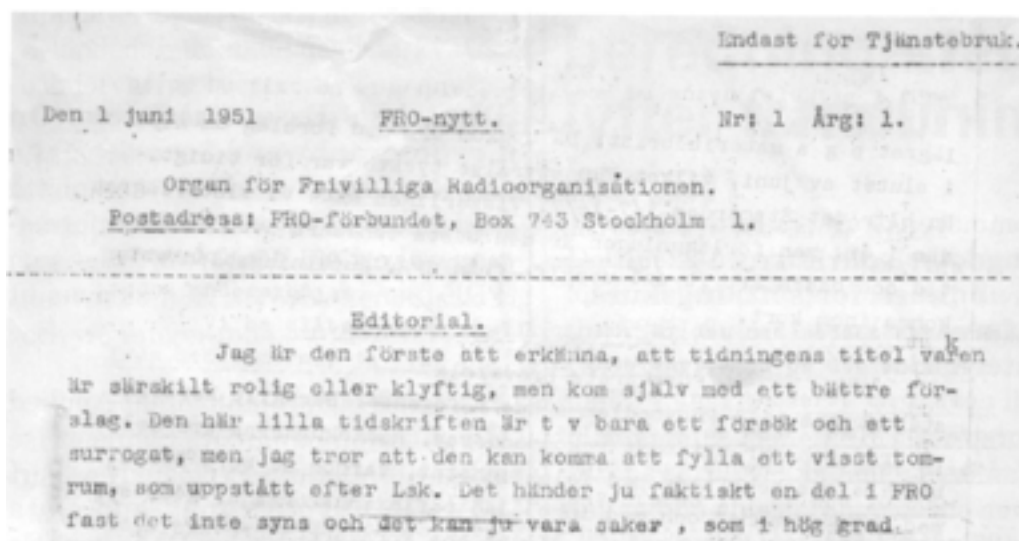 Endast för Tjänstebruk.
Den 1 juni 1951 FRO-nytt. Nr: 1 Årg: 1.
Organ för Frivilliga Radioorganisationen.
Postadress: FRO-förbundet, Box 743 Stockholm 1.
Editorial.
Jag är den förste att erkänna, att tidningens titel varken
är särskilt rolig eller klyftig, men kom själv med ett bättre för-
slag. Den här lilla tidskriften är t v bara ett försök och ett
surrogat, men jag tror att den kan komma att fylla ett visst tom-
rum, som uppstått efter Lsk. Det händer ju faktiskt en del i FRO
fast det inte syns och det kan ju vara saker , som i hög grad